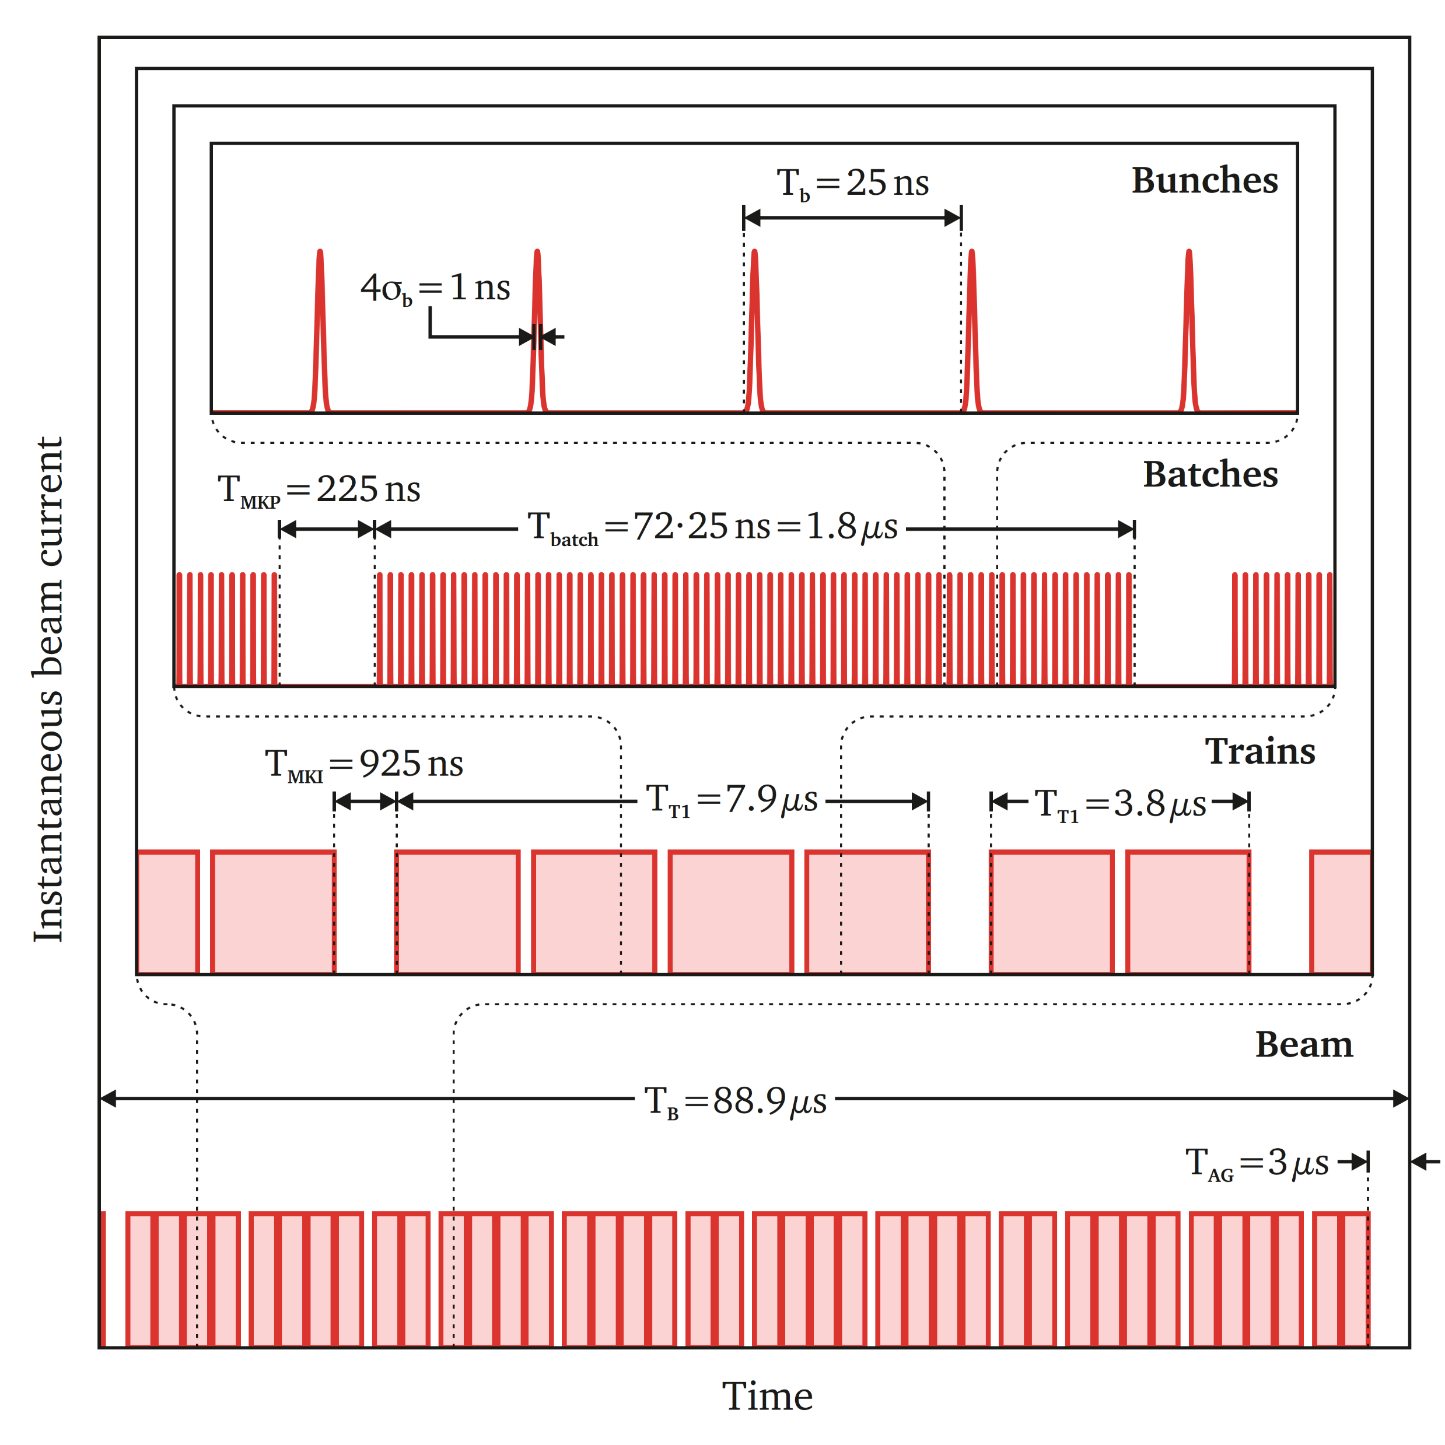 Instantaneous beam current
T_b = 25 ns
Bunches
4σ_b = 1 ns
Batches
T_MKP = 225 ns
T_batch = 72·25 ns = 1.8 μs
Trains
T_MKI = 925 ns
T_T1 = 7.9 μs
T_T1 = 3.8 μs
Beam
T_B = 88.9 μs
T_AG = 3 μs
Time